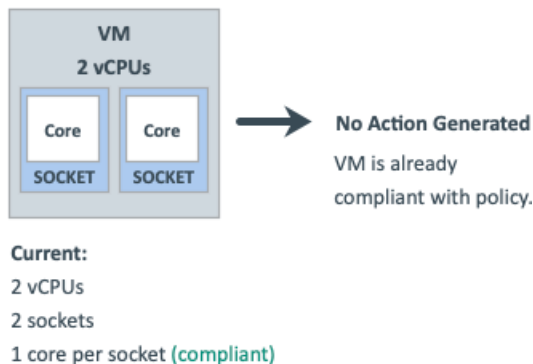 VM
2 vCPUs
Core
Core
SOCKET
SOCKET
No Action Generated
VM is already
compliant with policy.
Current:
2 vCPUs
2 sockets
1 core per socket (compliant)